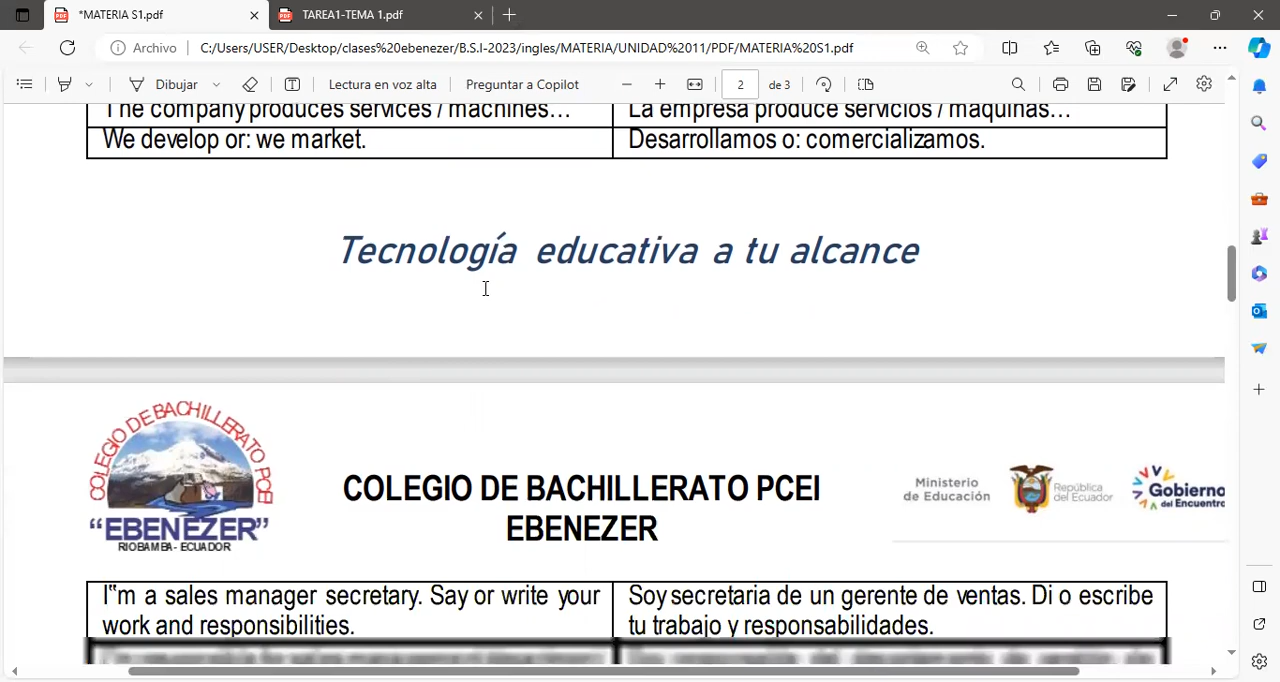 *MATERIA S1.pdf
TAREA1-TEMA 1.pdf
Archivo
C:/Users/USER/Desktop/clases%20ebenezer/B.S.I-2023/ingles/MATERIA/UNIDAD%2011/PDF/MATERIA%20S1.pdf
Dibujar
Lectura en voz alta
Preguntar a Copilot
2 de 3
The company produces services / machines…
La empresa produce servicios / máquinas…
We develop or: we market.
Desarrollamos o: comercializamos.
Tecnología educativa a tu alcance
COLEGIO DE BACHILLERATO PCEI
"EBENEZER"
RIOBAMBA - ECUADOR
COLEGIO DE BACHILLERATO PCEI
EBENEZER
Ministerio
de Educación
República
del Ecuador
Gobierno
del Encuentro
I‟m a sales manager secretary. Say or write your
work and responsibilities.
Soy secretaria de un gerente de ventas. Di o escribe
tu trabajo y responsabilidades.